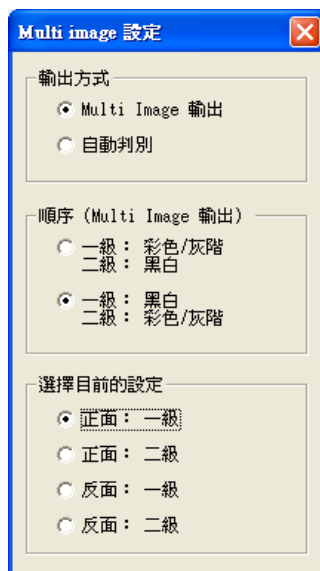 Multi image 設定
輸出方式
Multi Image 輸出
自動判別
順序 (Multi Image 輸出)
一級： 彩色/灰階
二級： 黑白
一級： 黑白
二級： 彩色/灰階
選擇目前的設定
正面： 一級
正面： 二級
反面： 一級
反面： 二級